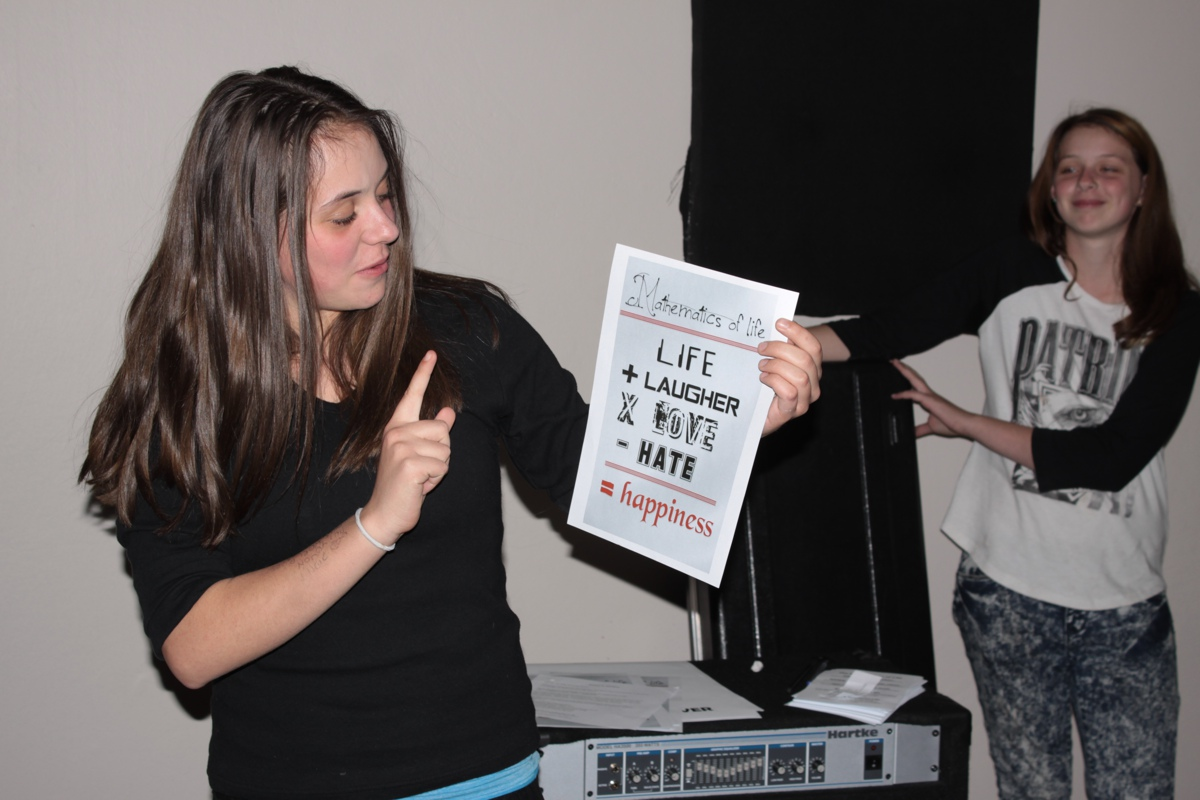 Mathematics of life
LIFE
+ LAUGHER
X LOVE
- HATE
= happiness
Hartke